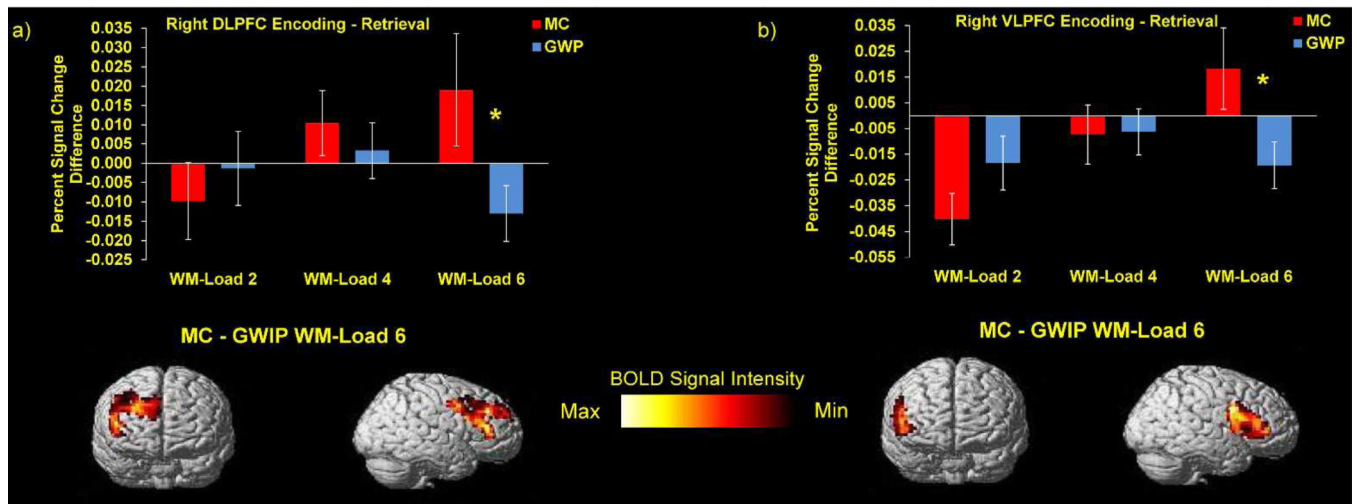 a)
Right DLPFC Encoding - Retrieval
MC
GWP
Percent Signal Change
Difference
0.035
0.030
0.025
0.020
0.015
0.010
0.005
0.000
-0.005
-0.010
-0.015
-0.020
-0.025
WM-Load 2
WM-Load 4
WM-Load 6
*
MC - GWIP WM-Load 6
b)
Right VLPFC Encoding - Retrieval
MC
GWP
Percent Signal Change
Difference
0.035
0.025
0.015
0.005
-0.005
-0.015
-0.025
-0.035
-0.045
-0.055
WM-Load 2
WM-Load 4
WM-Load 6
*
MC - GWIP WM-Load 6
BOLD Signal Intensity
Max
Min